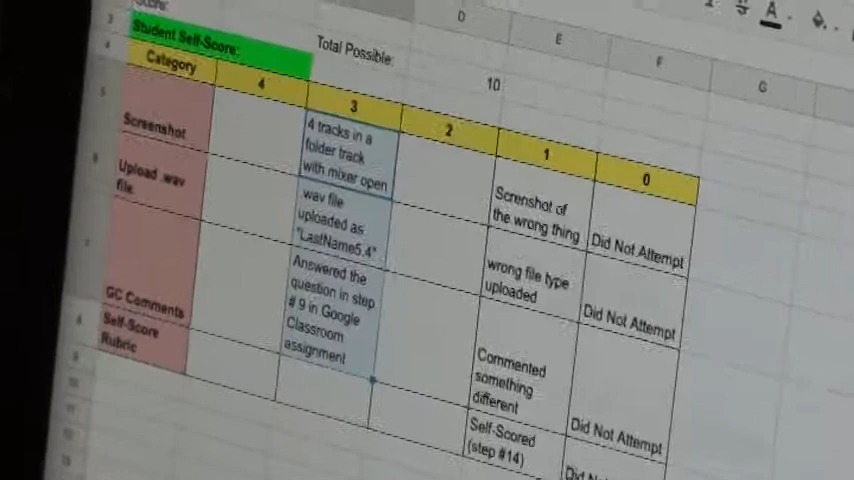 Score:
D
E
F
G
Student Self-Score:
Total Possible:
10
Category
4
3
2
1
0
Screenshot
4 tracks in a
folder track
with mixer open
Screnshot of
the wrong thing
Did Not Attempt
Upload .wav
file.
wav file
uploaded as
"LastName5.4"
wrong file type
uploaded
Did Not Attempt
GC Comments
Answered the
question in step
# 9 in Google
Classroom
assignment
Commented
something
different
Did Not Attempt
Self-Score
Rubric
Self-Scored
(step #14)
Did